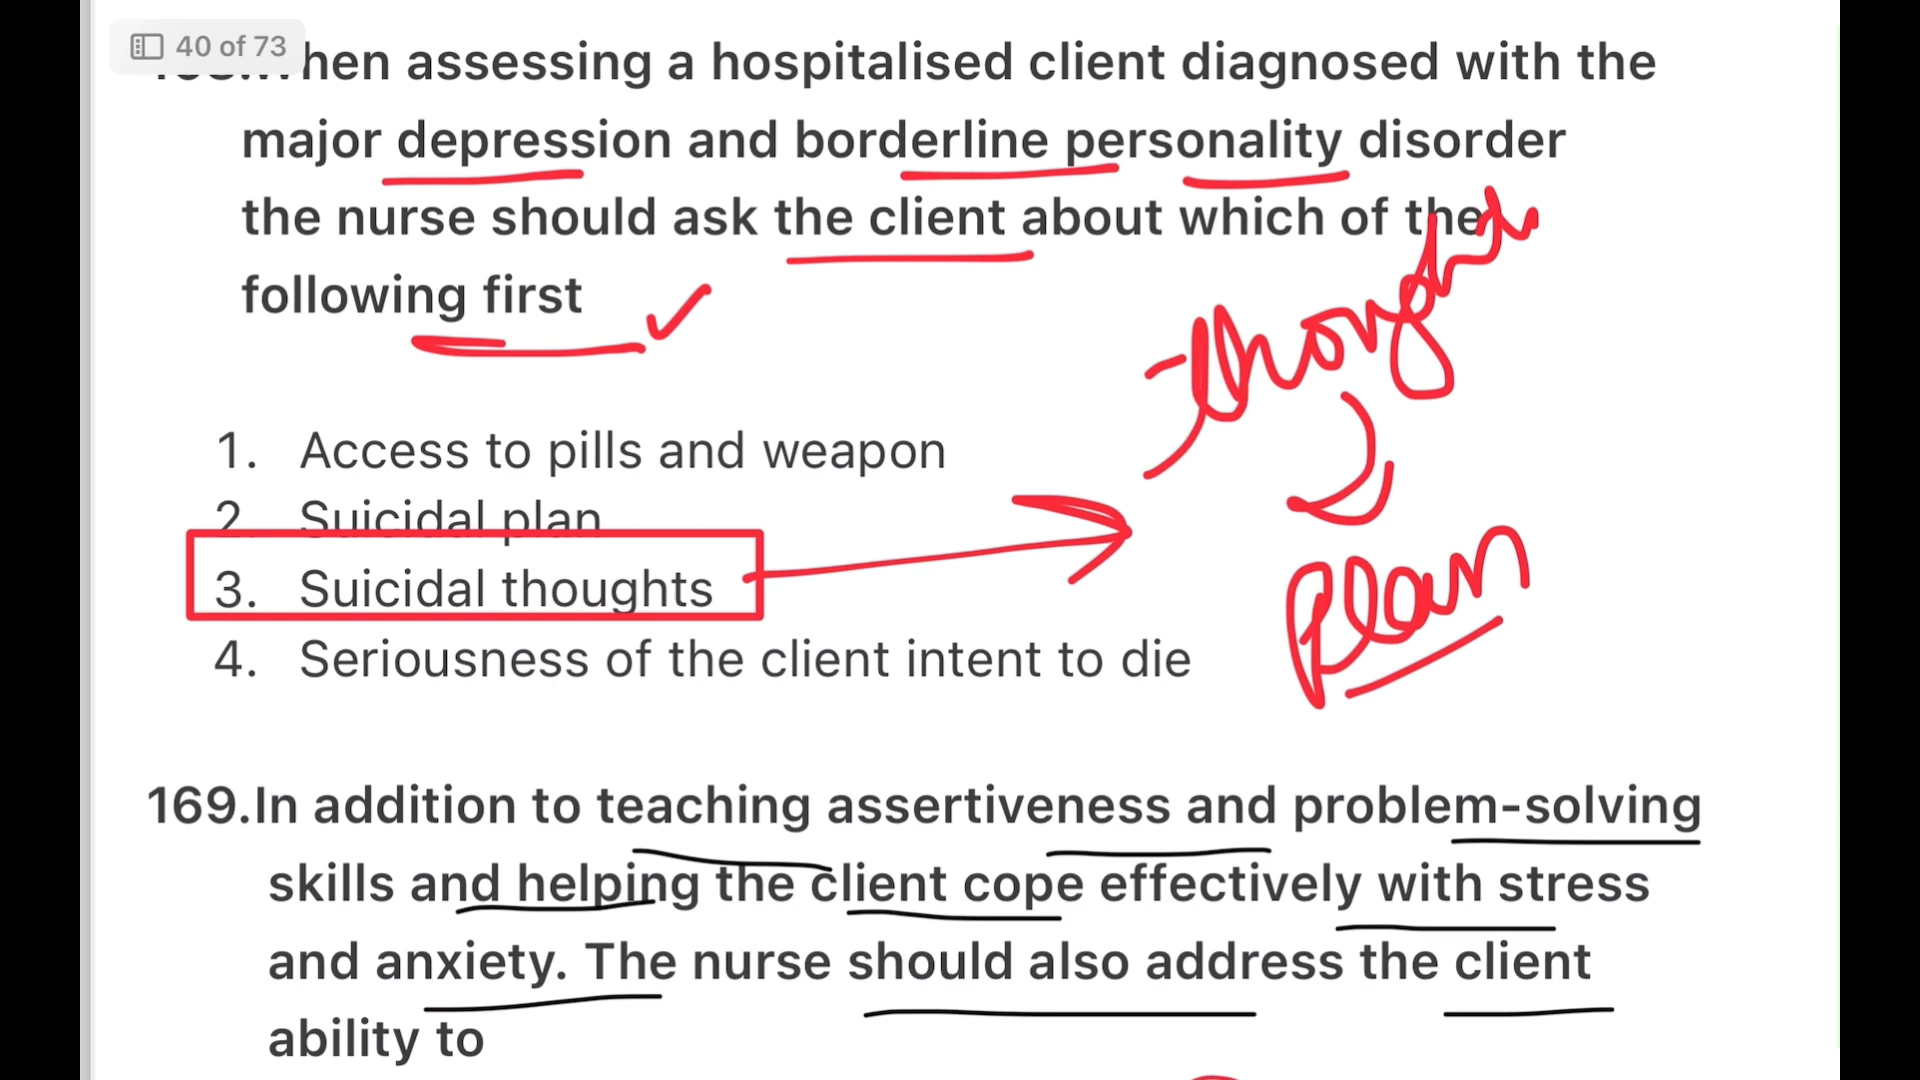 40 of 73
hen assessing a hospitalised client diagnosed with the
major depression and borderline personality disorder
the nurse should ask the client about which of the
following first
thoughts
1. Access to pills and weapon
2. Suicidal plan
3. Suicidal thoughts
Plan
4. Seriousness of the client intent to die
169.In addition to teaching assertiveness and problem-solving
skills and helping the client cope effectively with stress
and anxiety. The nurse should also address the client
ability to